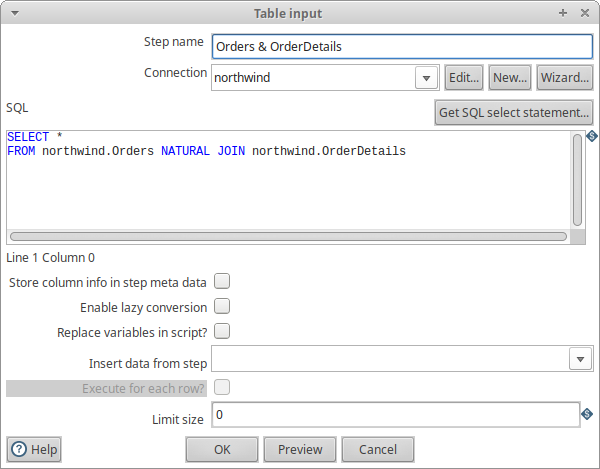 Table input
Step name Orders & OrderDetails
Connection northwind Edit... New... Wizard...
SQL Get SQL select statement...
SELECT *
FROM northwind.Orders NATURAL JOIN northwind.OrderDetails
Line 1 Column 0
Store column info in step meta data
Enable lazy conversion
Replace variables in script?
Insert data from step
Execute for each row?
Limit size 0
Help OK Preview Cancel